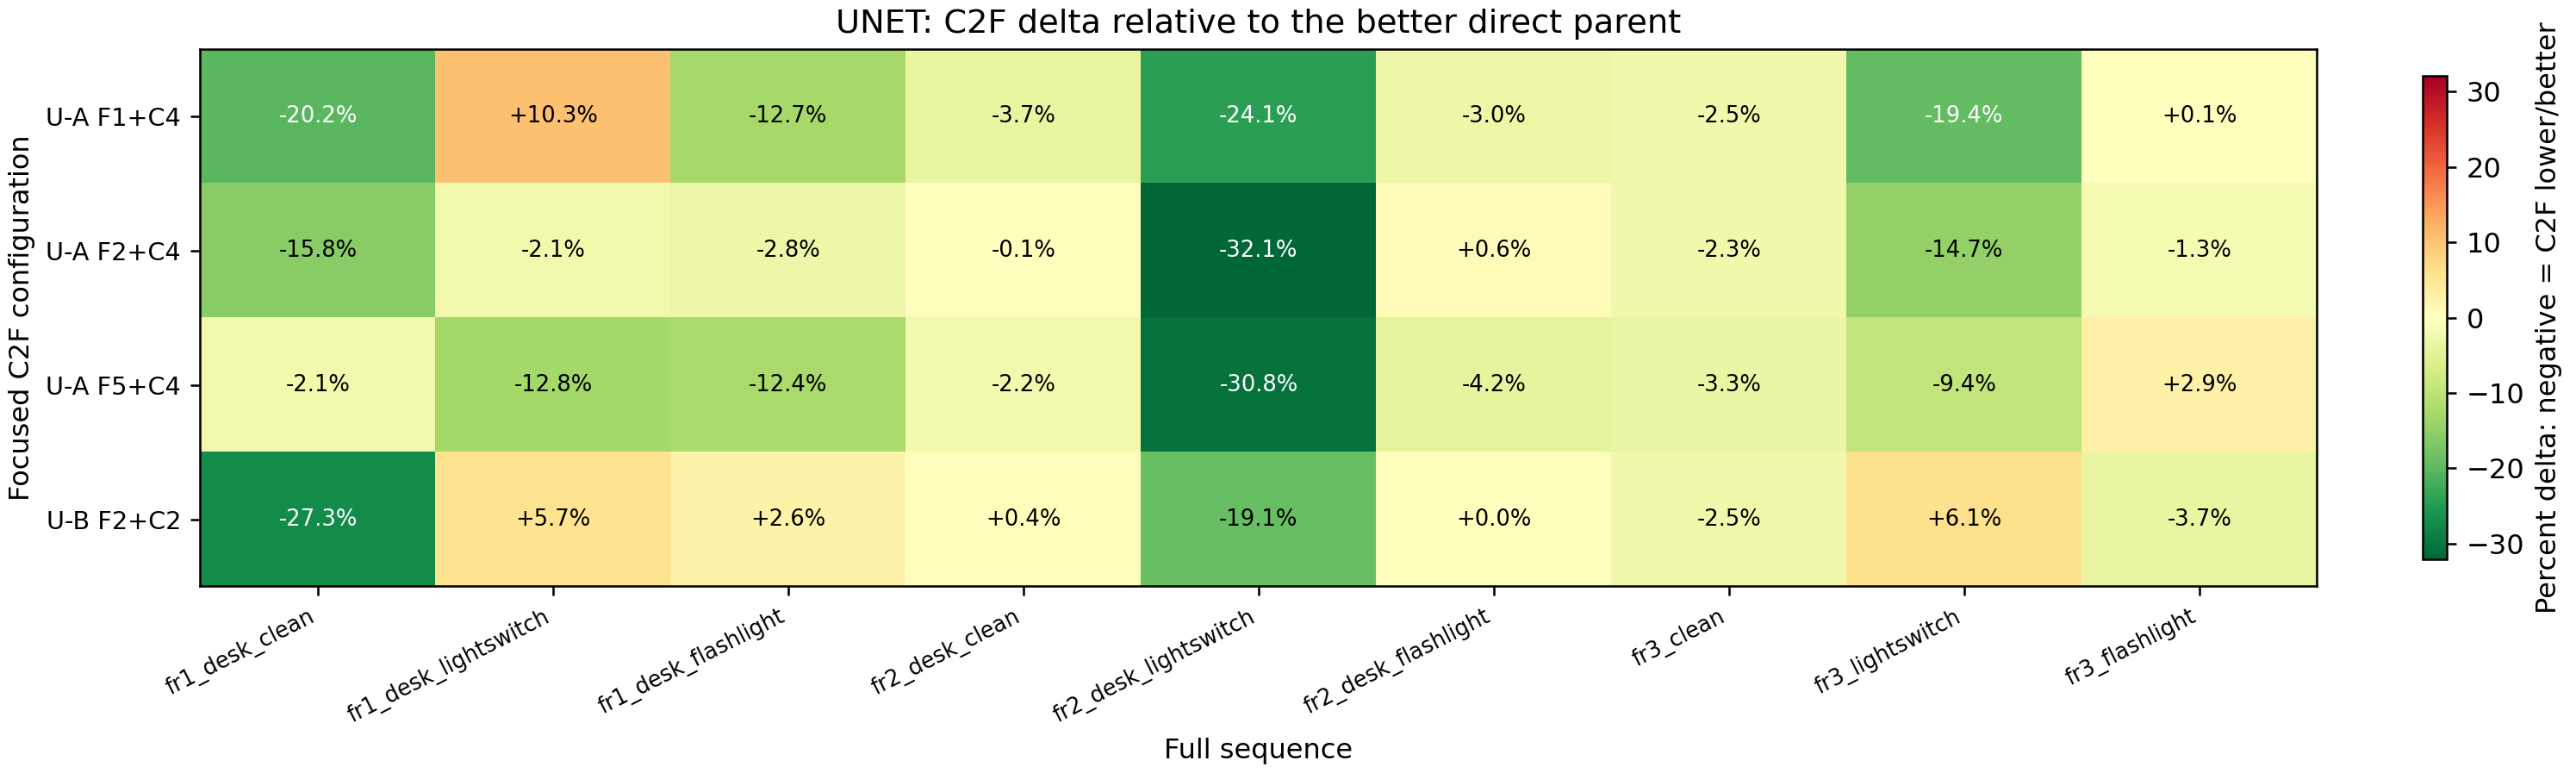 UNET: C2F delta relative to the better direct parent
Focused C2F configuration
U-A F1+C4 -20.2% +10.3% -12.7% -3.7% -24.1% -3.0% -2.5% -19.4% +0.1%
U-A F2+C4 -15.8% -2.1% -2.8% -0.1% -32.1% +0.6% -2.3% -14.7% -1.3%
U-A F5+C4 -2.1% -12.8% -12.4% -2.2% -30.8% -4.2% -3.3% -9.4% +2.9%
U-B F2+C2 -27.3% +5.7% +2.6% +0.4% -19.1% +0.0% -2.5% +6.1% -3.7%
fr1_desk_clean fr1_desk_lightswitch fr1_desk_flashlight fr2_desk_clean fr2_desk_lightswitch fr2_desk_flashlight fr3_clean fr3_lightswitch fr3_flashlight
Full sequence
30
20
10
0
−10
−20
−30
Percent delta: negative = C2F lower/better